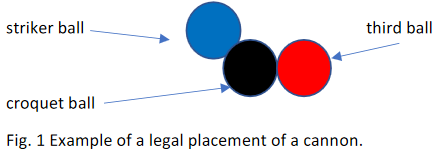 striker ball
third ball
croquet ball
Fig. 1 Example of a legal placement of a cannon.